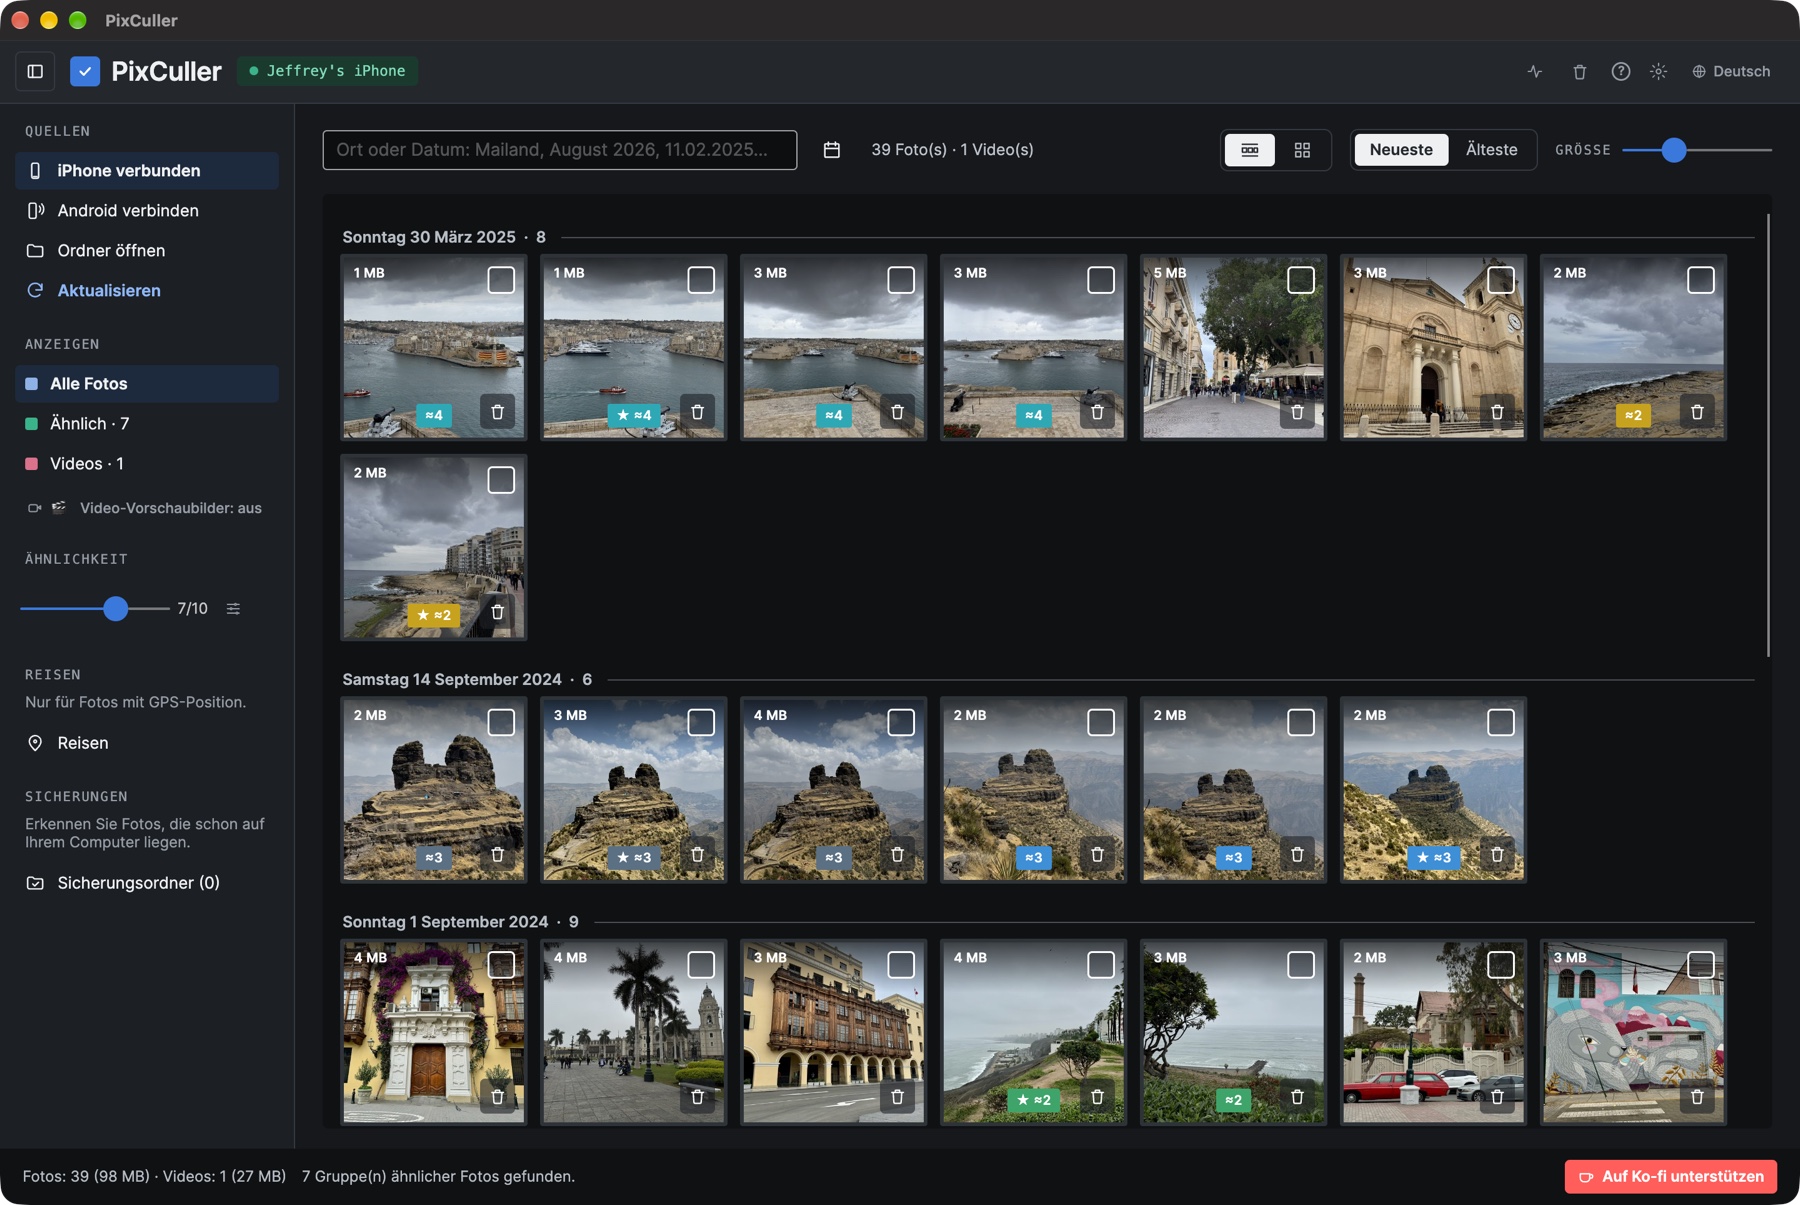 PixCuller
PixCuller
Jeffrey's iPhone
Deutsch
QUELLEN
iPhone verbunden
Android verbinden
Ordner öffnen
Aktualisieren
ANZEIGEN
Alle Fotos
Ähnlich · 7
Videos · 1
Video-Vorschaubilder: aus
ÄHNLICHKEIT
7/10
REISEN
Nur für Fotos mit GPS-Position.
Reisen
SICHERUNGEN
Erkennen Sie Fotos, die schon auf
Ihrem Computer liegen.
Sicherungsordner (0)
Ort oder Datum: Mailand, August 2026, 11.02.2025...
39 Foto(s) · 1 Video(s)
Neueste
Älteste
GRÖSSE
Sonntag 30 März 2025 · 8
1 MB
1 MB
3 MB
3 MB
5 MB
3 MB
2 MB
≈4
★ ≈4
≈4
≈4
≈2
2 MB
★ ≈2
Samstag 14 September 2024 · 6
2 MB
3 MB
4 MB
2 MB
2 MB
2 MB
≈3
★ ≈3
≈3
≈3
≈3
★ ≈3
Sonntag 1 September 2024 · 9
4 MB
4 MB
3 MB
4 MB
3 MB
2 MB
3 MB
★ ≈2
≈2
Fotos: 39 (98 MB) · Videos: 1 (27 MB)
7 Gruppe(n) ähnlicher Fotos gefunden.
Auf Ko-fi unterstützen